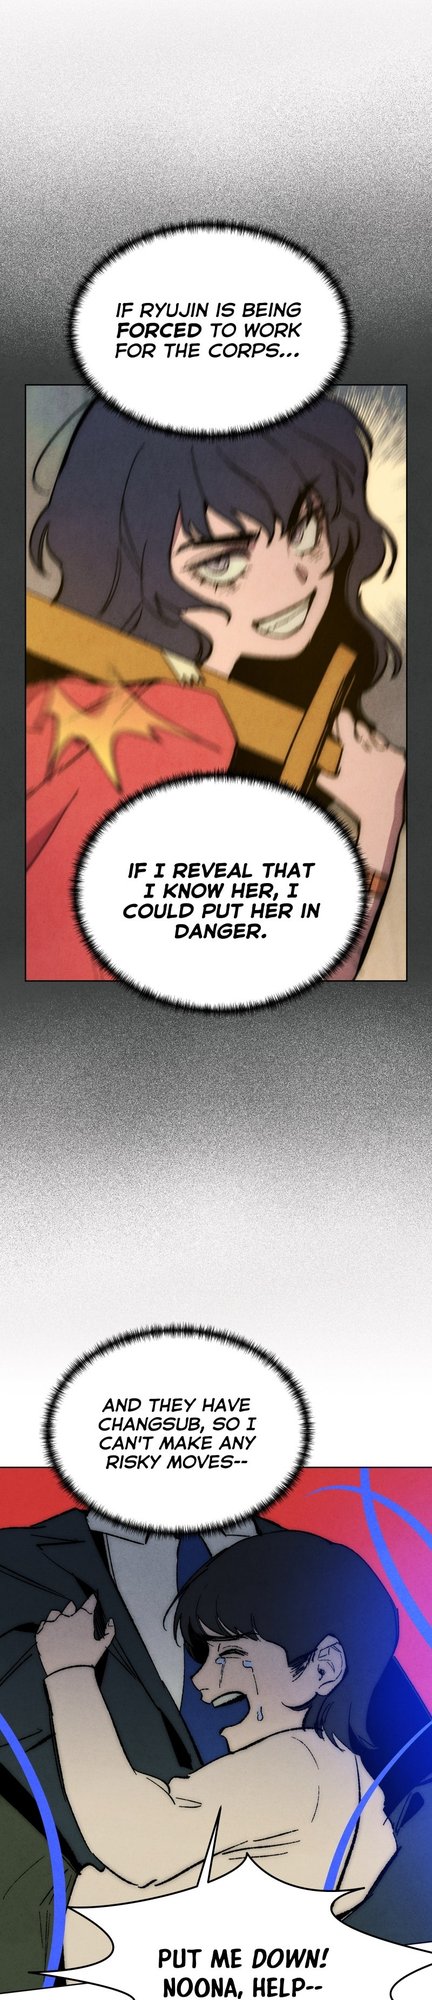 IF RYUJIN IS BEING
FORCED TO WORK
FOR THE CORPS...
IF I REVEAL THAT
I KNOW HER, I
COULD PUT HER IN
DANGER.
AND THEY HAVE
CHANGSUB, SO I
CAN'T MAKE ANY
RISKY MOVES--
PUT ME DOWN!
NOONA, HELP--